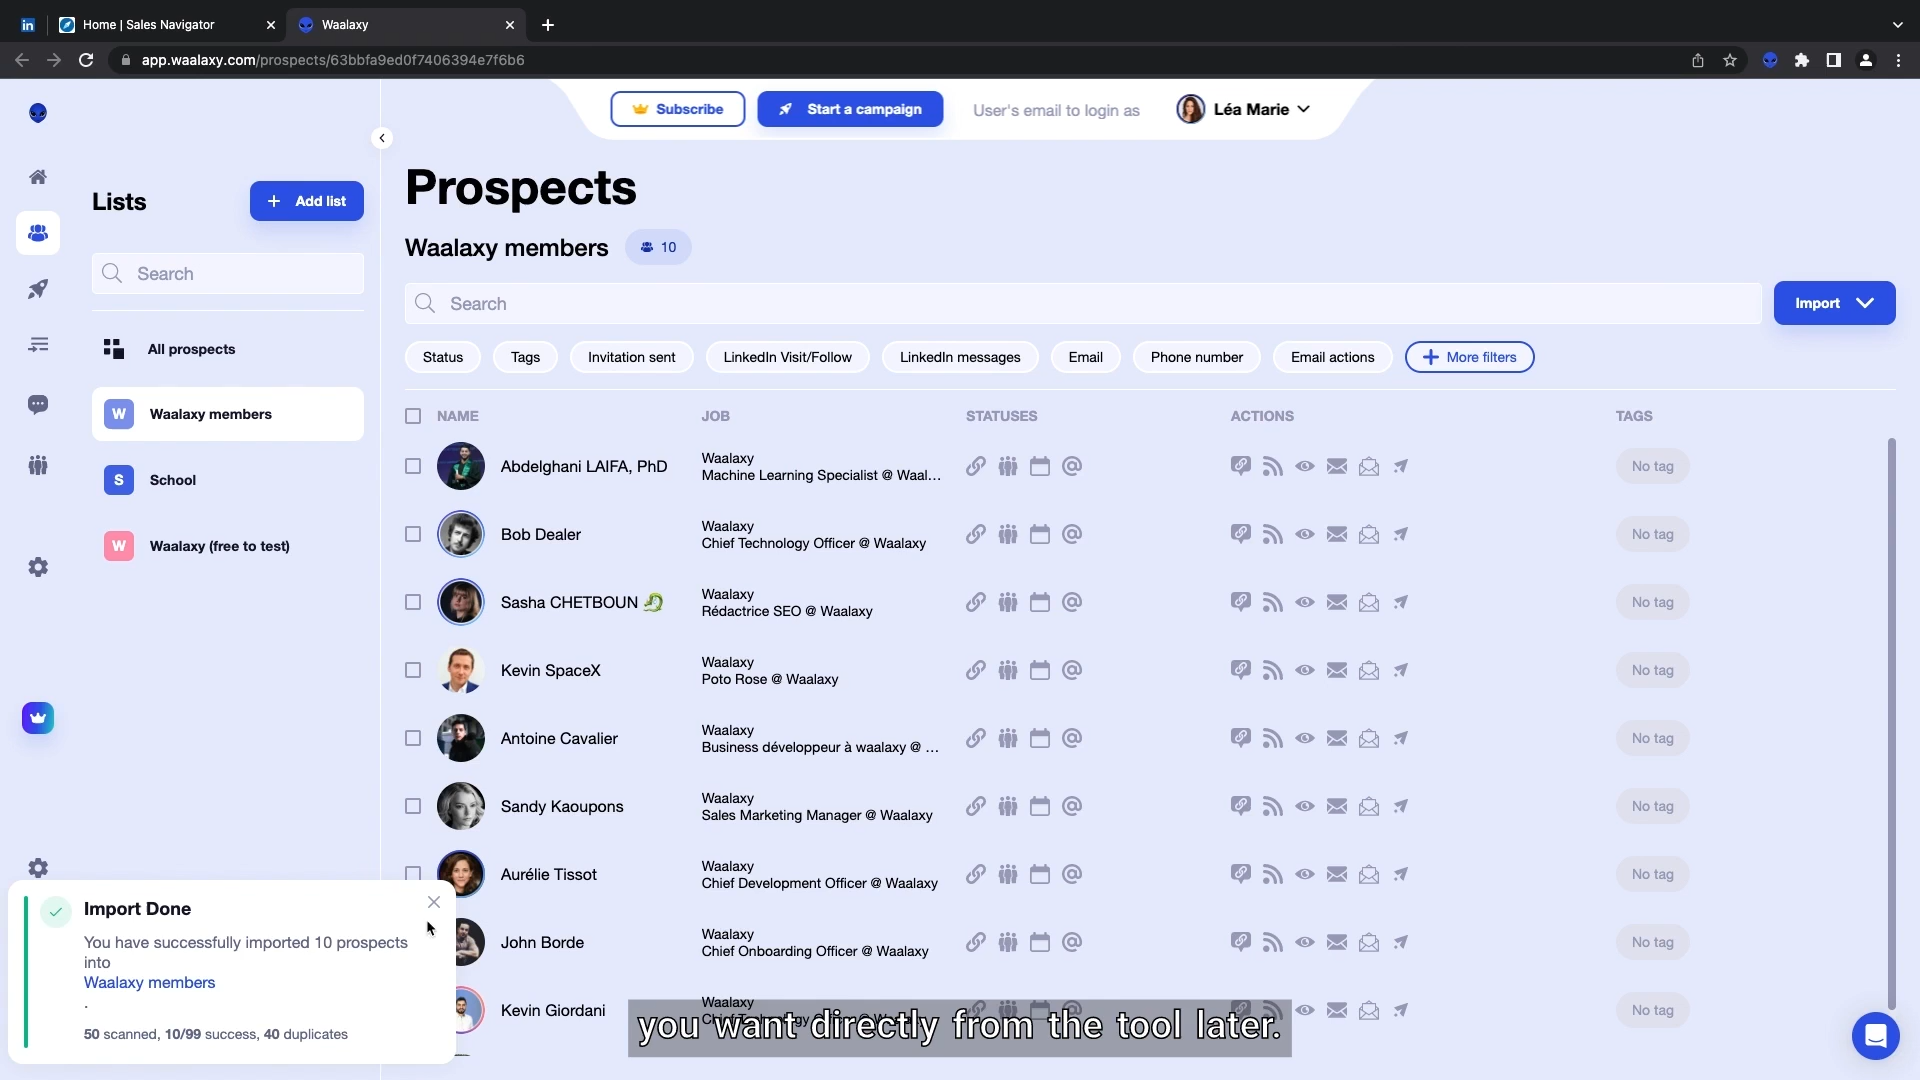 Home | Sales Navigator
Waalaxy
app.waalaxy.com/prospects/63bbfa9ed0f7406394e7f6b6
Subscribe
Start a campaign
User's email to login as
Léa Marie
Lists
Add list
Search
All prospects
W Waalaxy members
S School
W Waalaxy (free to test)
Prospects
Waalaxy members 10
Search
Import
Status Tags Invitation sent LinkedIn Visit/Follow LinkedIn messages Email Phone number Email actions More filters
NAME JOB STATUSES ACTIONS TAGS
Abdelghani LAIFA, PhD
Waalaxy
Machine Learning Specialist @ Waal...
No tag
Bob Dealer
Waalaxy
Chief Technology Officer @ Waalaxy
No tag
Sasha CHETBOUN
Waalaxy
Rédactrice SEO @ Waalaxy
No tag
Kevin SpaceX
Waalaxy
Poto Rose @ Waalaxy
No tag
Antoine Cavalier
Waalaxy
Business développeur à waalaxy @ ...
No tag
Sandy Kaoupons
Waalaxy
Sales Marketing Manager @ Waalaxy
No tag
Aurélie Tissot
Waalaxy
Chief Development Officer @ Waalaxy
No tag
John Borde
Waalaxy
Chief Onboarding Officer @ Waalaxy
No tag
Kevin Giordani
Waalaxy
No tag
Import Done
You have successfully imported 10 prospects
into
Waalaxy members
.
50 scanned, 10/99 success, 40 duplicates
you want directly from the tool later.